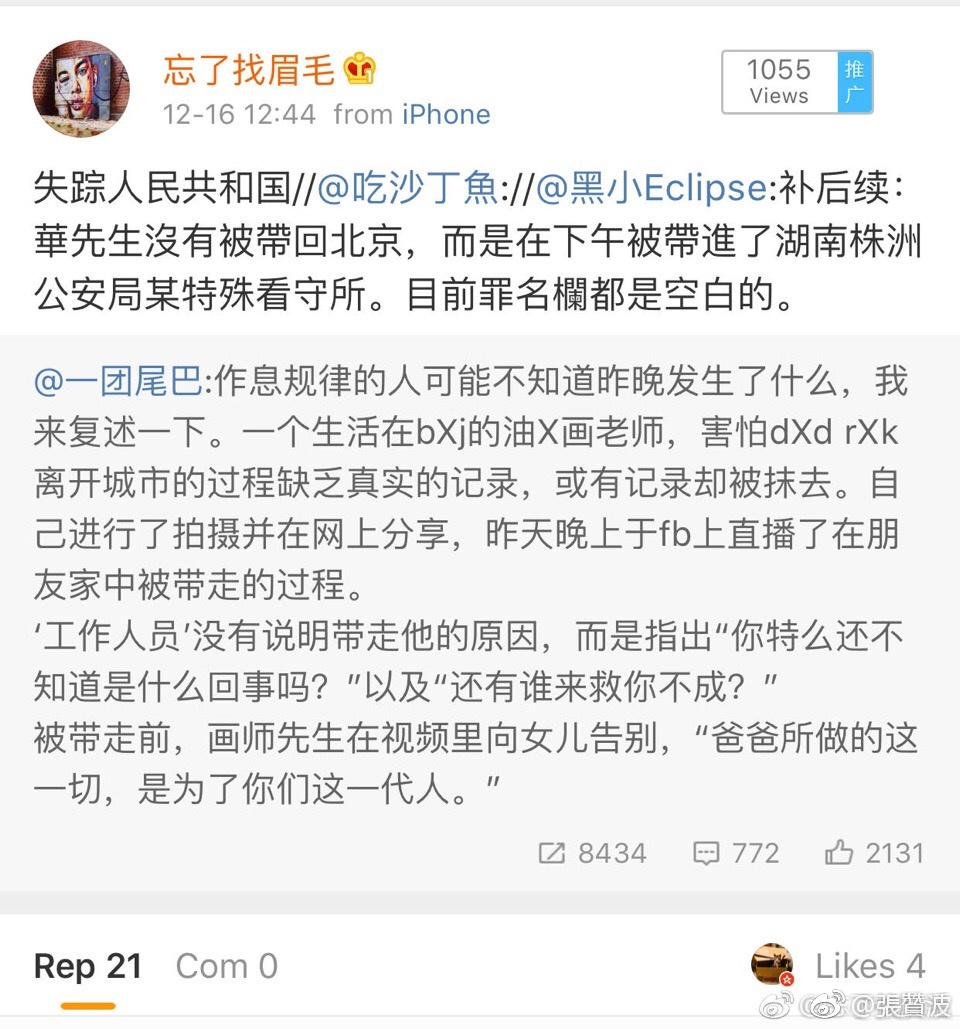 忘了找眉毛
12-16 12:44 from iPhone
1055
Views
推广
失踪人民共和国//@吃沙丁魚://@黑小Eclipse:补后续：
華先生沒有被帶回北京，而是在下午被帶進了湖南株洲
公安局某特殊看守所。目前罪名欄都是空白的。
@一团尾巴:作息规律的人可能不知道昨晚发生了什么，我
来复述一下。一个生活在bXj的油X画老师，害怕dXd rXk
离开城市的过程缺乏真实的记录，或有记录却被抹去。自
己进行了拍摄并在网上分享，昨天晚上于fb上直播了在朋
友家中被带走的过程。
‘工作人员’没有说明带走他的原因，而是指出“你特么还不
知道是什么回事吗？”以及“还有谁来救你不成？”
被带走前，画师先生在视频里向女儿告别，“爸爸所做的这
一切，是为了你们这一代人。”
8434 772 2131
Rep 21 Com 0 Likes 4
@張贊波